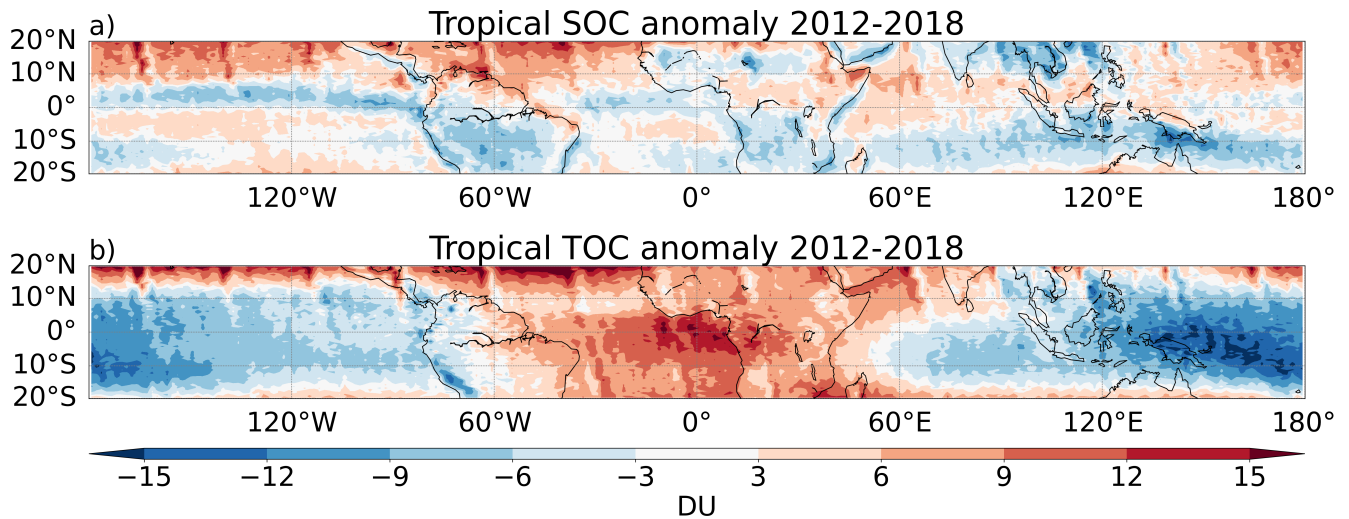 a) Tropical SOC anomaly 2012-2018
20°N
10°N
0°
10°S
20°S
120°W 60°W 0° 60°E 120°E 180°
b) Tropical TOC anomaly 2012-2018
20°N
10°N
0°
10°S
20°S
120°W 60°W 0° 60°E 120°E 180°
−15 −12 −9 −6 −3 3 6 9 12 15
DU